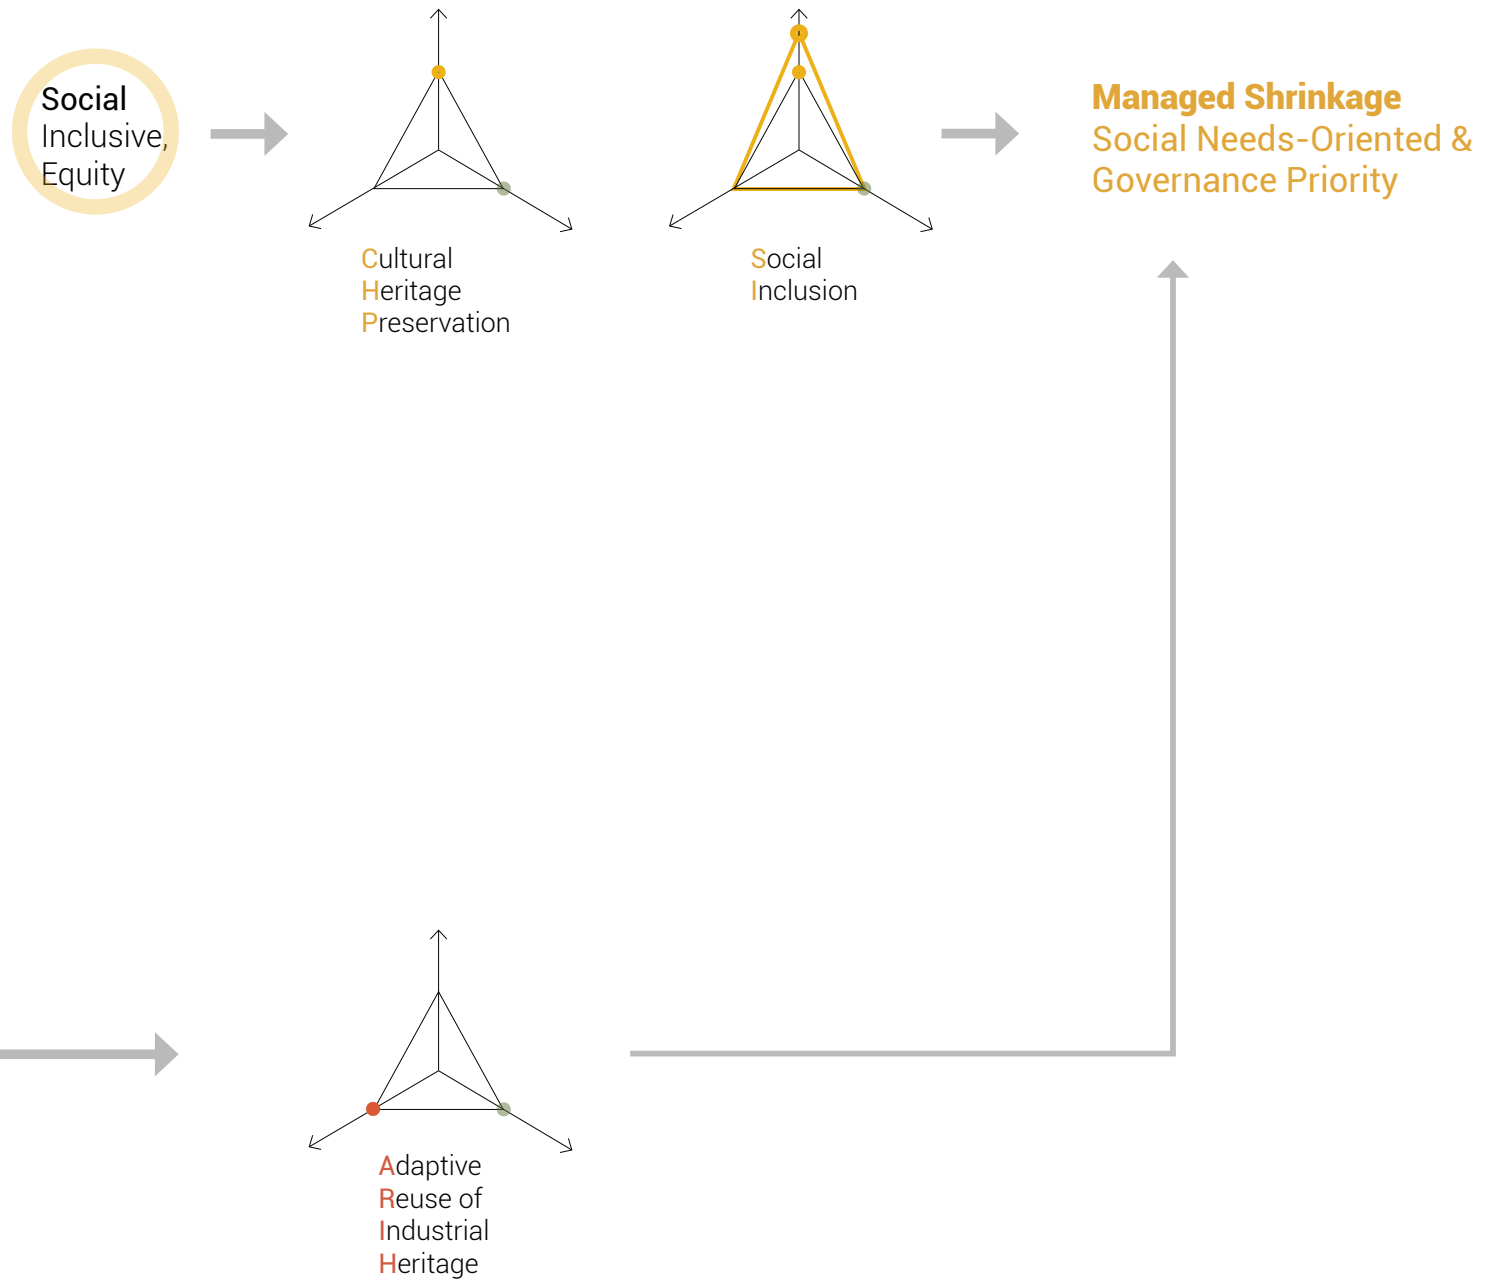 Social
Inclusive,
Equity
Cultural
Heritage
Preservation
Social
Inclusion
Managed Shrinkage
Social Needs-Oriented &
Governance Priority
Adaptive
Reuse of
Industrial
Heritage